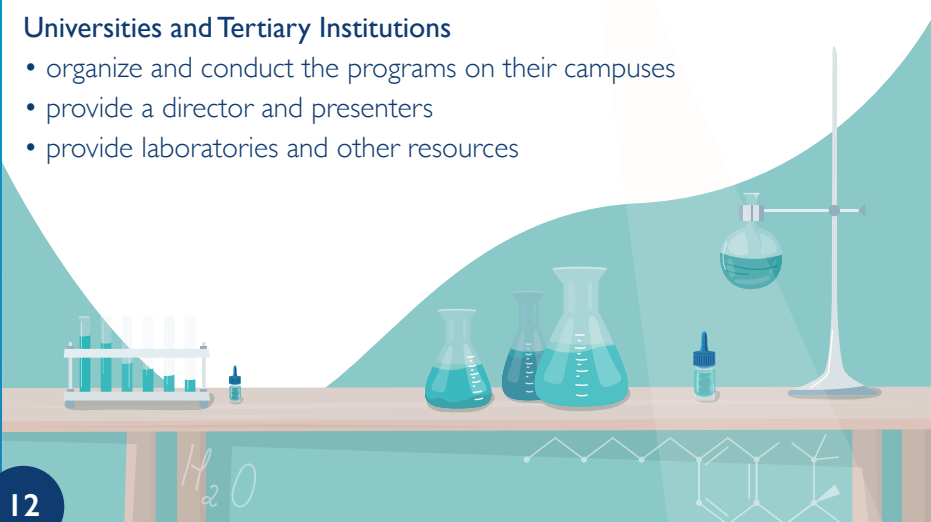 Universities and Tertiary Institutions
• organize and conduct the programs on their campuses
• provide a director and presenters
• provide laboratories and other resources
H2O
12